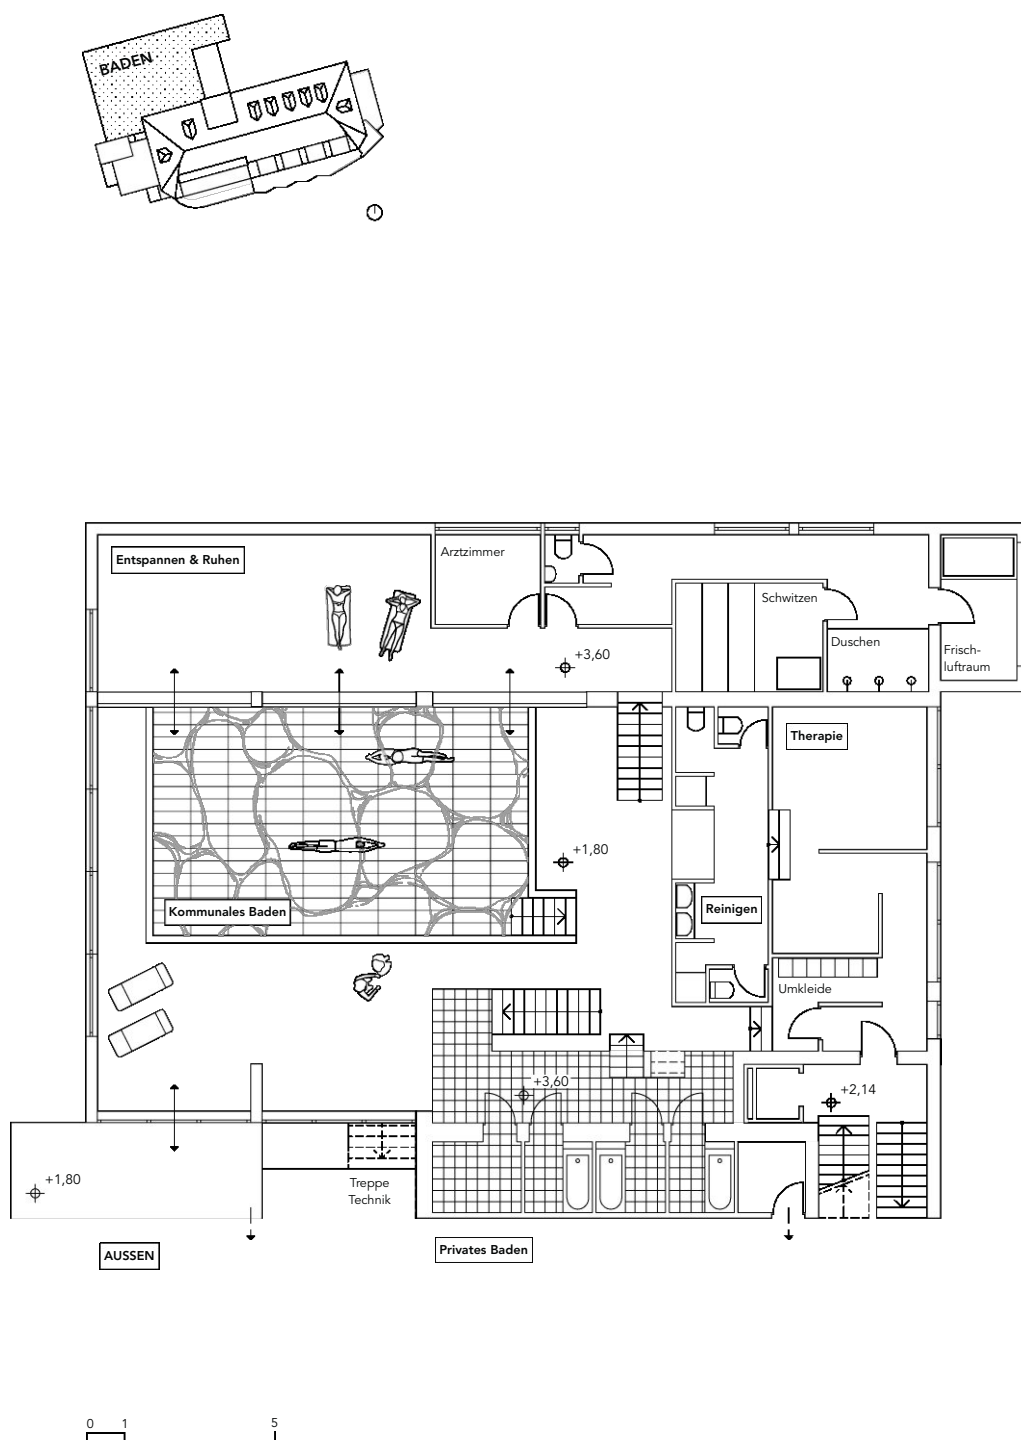 BADEN
Entspannen & Ruhen
Arztzimmer
Schwitzen
Duschen
Frisch-
luftraum
+3,60
Therapie
+1,80
Kommunales Baden
Reinigen
Umkleide
+3,60
+2,14
+1,80
Treppe
Technik
AUSSEN
Privates Baden
0 1 5